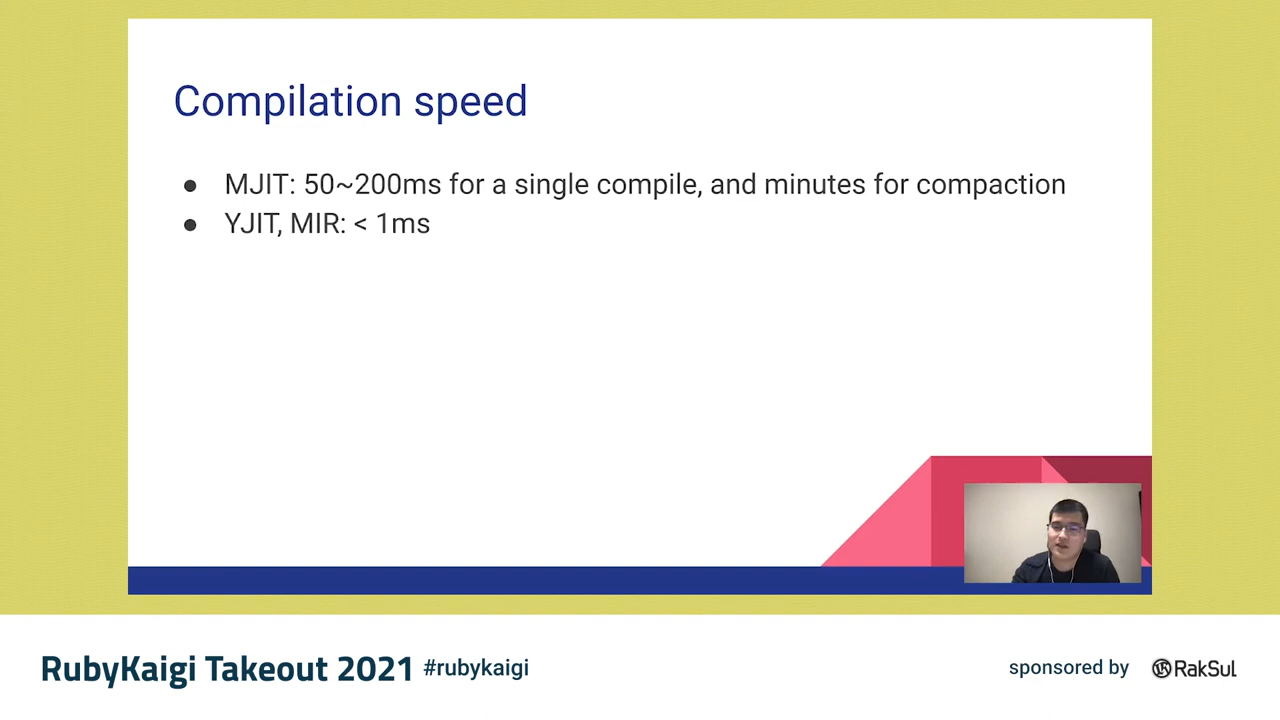 Compilation speed
● MJIT: 50~200ms for a single compile, and minutes for compaction
● YJIT, MIR: < 1ms
RubyKaigi Takeout 2021 #rubykaigi
sponsored by RakSul